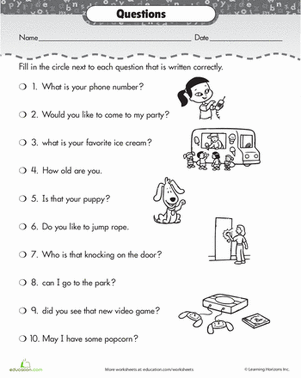 Questions
Name Date
Fill in the circle next to each question that is written correctly.
1. What is your phone number?
2. Would you like to come to my party?
3. what is your favorite ice cream?
4. How old are you.
5. Is that your puppy?
6. Do you like to jump rope.
7. Who is that knocking on the door?
8. can I go to the park?
9. did you see that new video game?
10. May I have some popcorn?
education.com
More worksheets at education.com/worksheets
© Learning Horizons Inc.